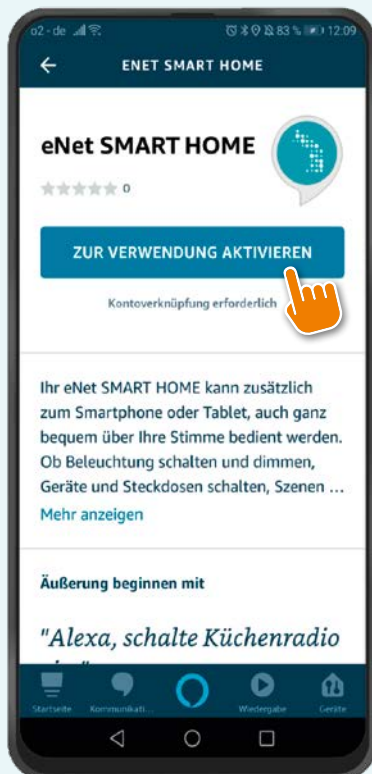 o2 - de
83 %
12:09
ENET SMART HOME
eNet SMART HOME
0
ZUR VERWENDUNG AKTIVIEREN
Kontoverknüpfung erforderlich
Ihr eNet SMART HOME kann zusätzlich
zum Smartphone oder Tablet, auch ganz
bequem über Ihre Stimme bedient werden.
Ob Beleuchtung schalten und dimmen,
Geräte und Steckdosen schalten, Szenen ...
Mehr anzeigen
Äußerung beginnen mit
"Alexa, schalte Küchenradio
Startseite Kommunikati... Wiedergabe Geräte